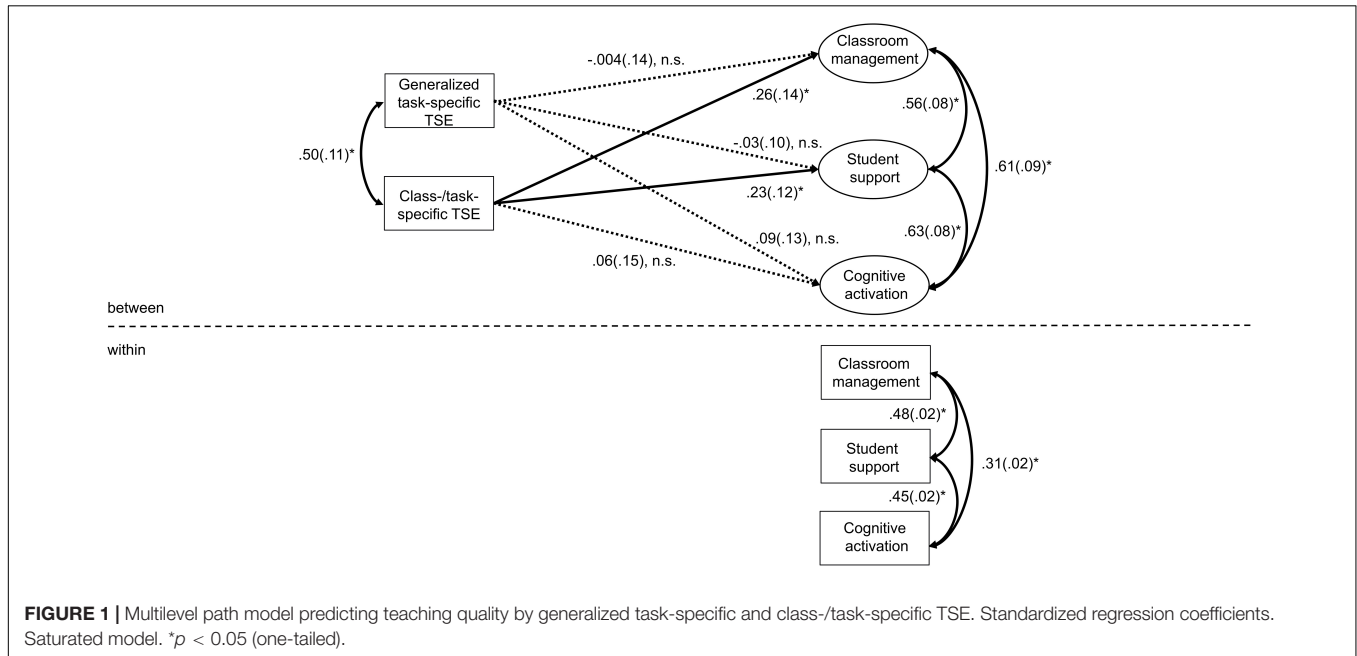 Classroom
management
-.004(.14), n.s.
Generalized
task-specific
TSE
.26(.14)*
.56(.08)*
-.03(.10), n.s.
.50(.11)*
Student
support
.61(.09)*
Class-/task-
specific TSE
.23(.12)*
.63(.08)*
.09(.13), n.s.
.06(.15), n.s.
Cognitive
activation
between
within
Classroom
management
.48(.02)*
Student
support
.31(.02)*
.45(.02)*
Cognitive
activation
FIGURE 1 | Multilevel path model predicting teaching quality by generalized task-specific and class-/task-specific TSE. Standardized regression coefficients.
Saturated model. *p < 0.05 (one-tailed).